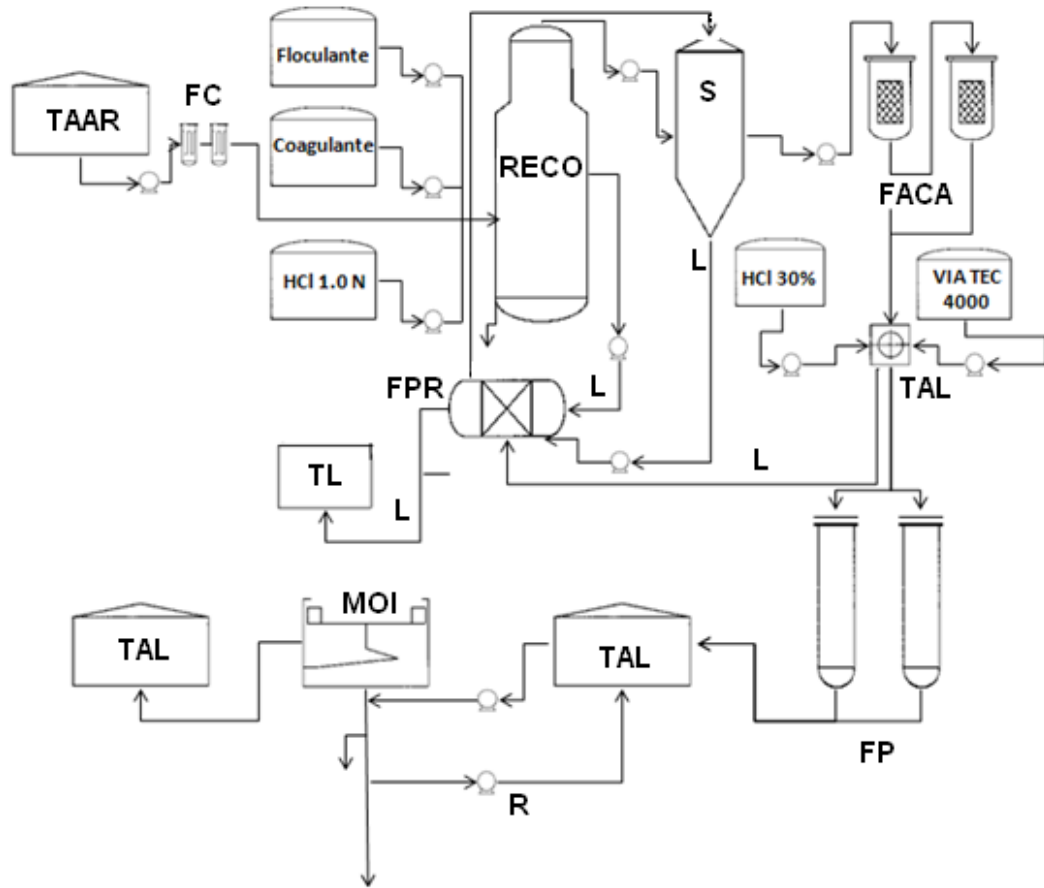 Floculante
FC
TAAR
S
Coagulante
RECO
FACA
L
HCl 1.0 N
HCl 30%
VIA TEC
4000
FPR
L
TAL
TL
L
L
MOI
TAL
TAL
FP
R